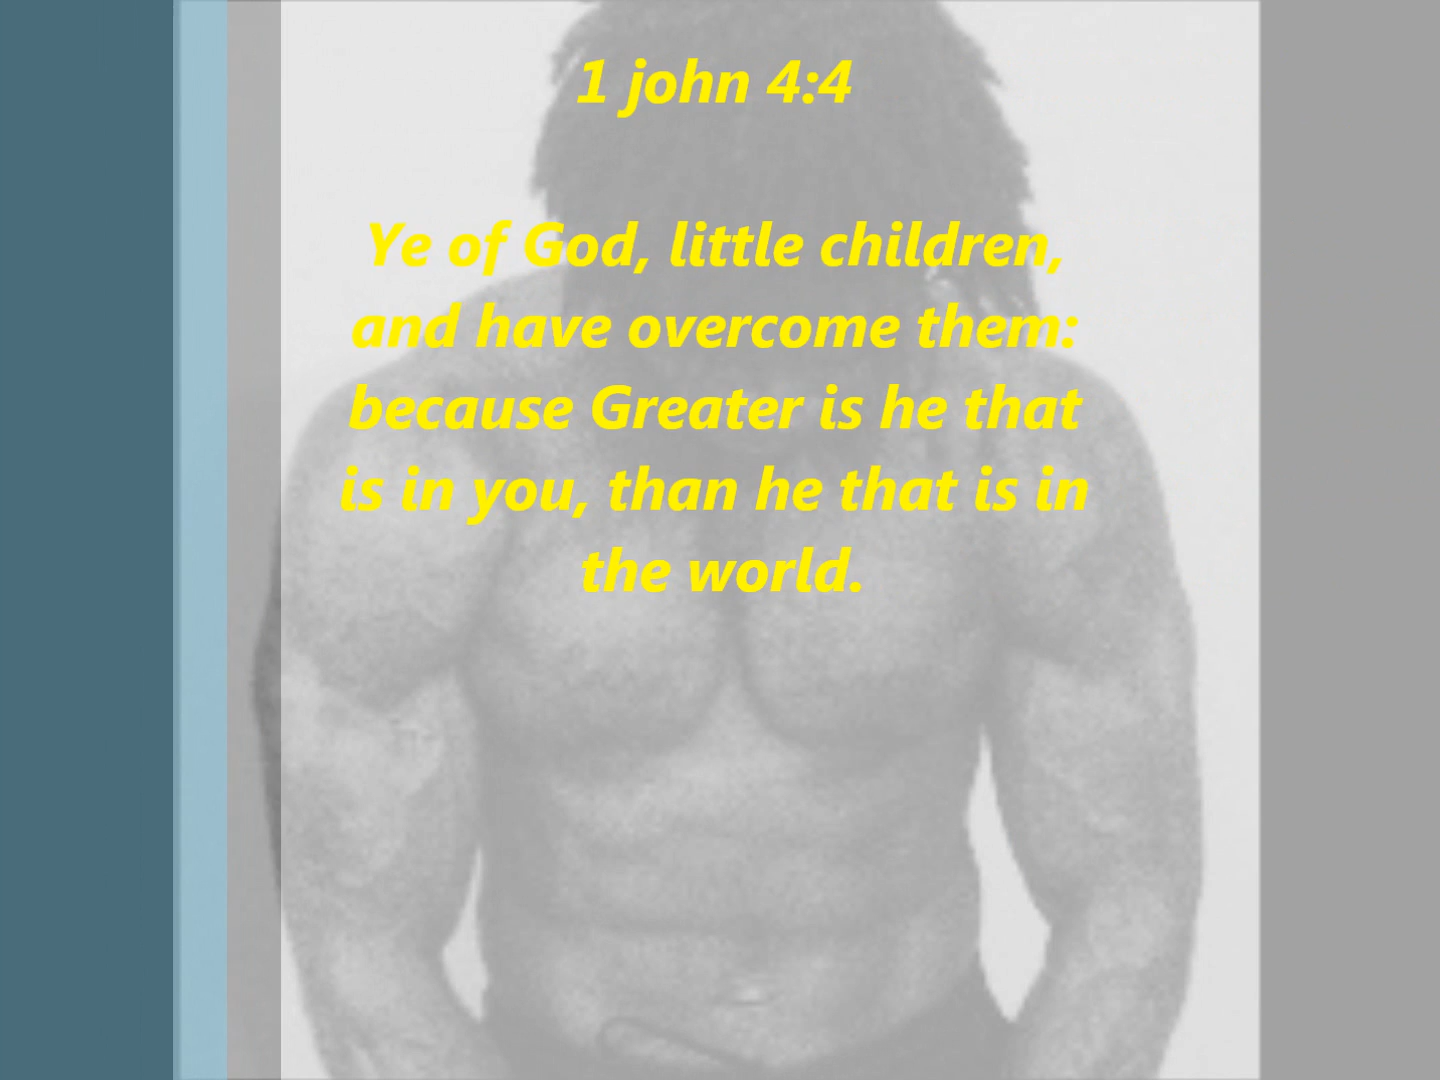 1 john 4:4
Ye of God, little children,
and have overcome them:
because Greater is he that
is in you, than he that is in
the world.